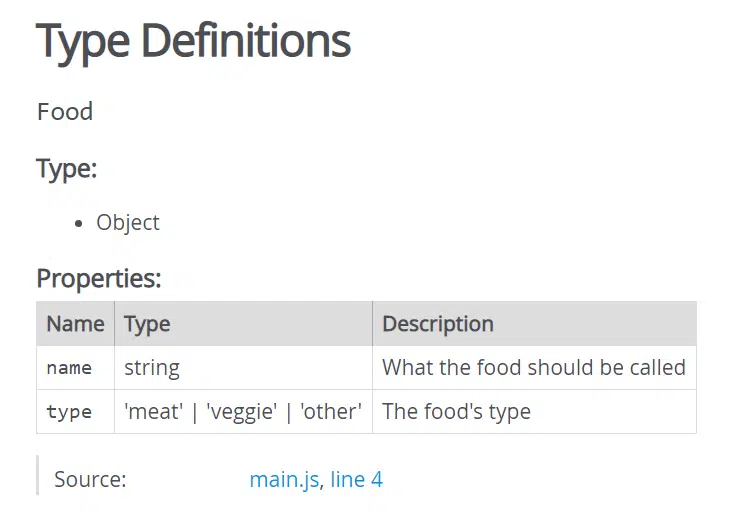 Type Definitions
Food
Type:
• Object
Properties:
Name Type Description
name string What the food should be called
type 'meat' | 'veggie' | 'other' The food's type
Source: main.js, line 4